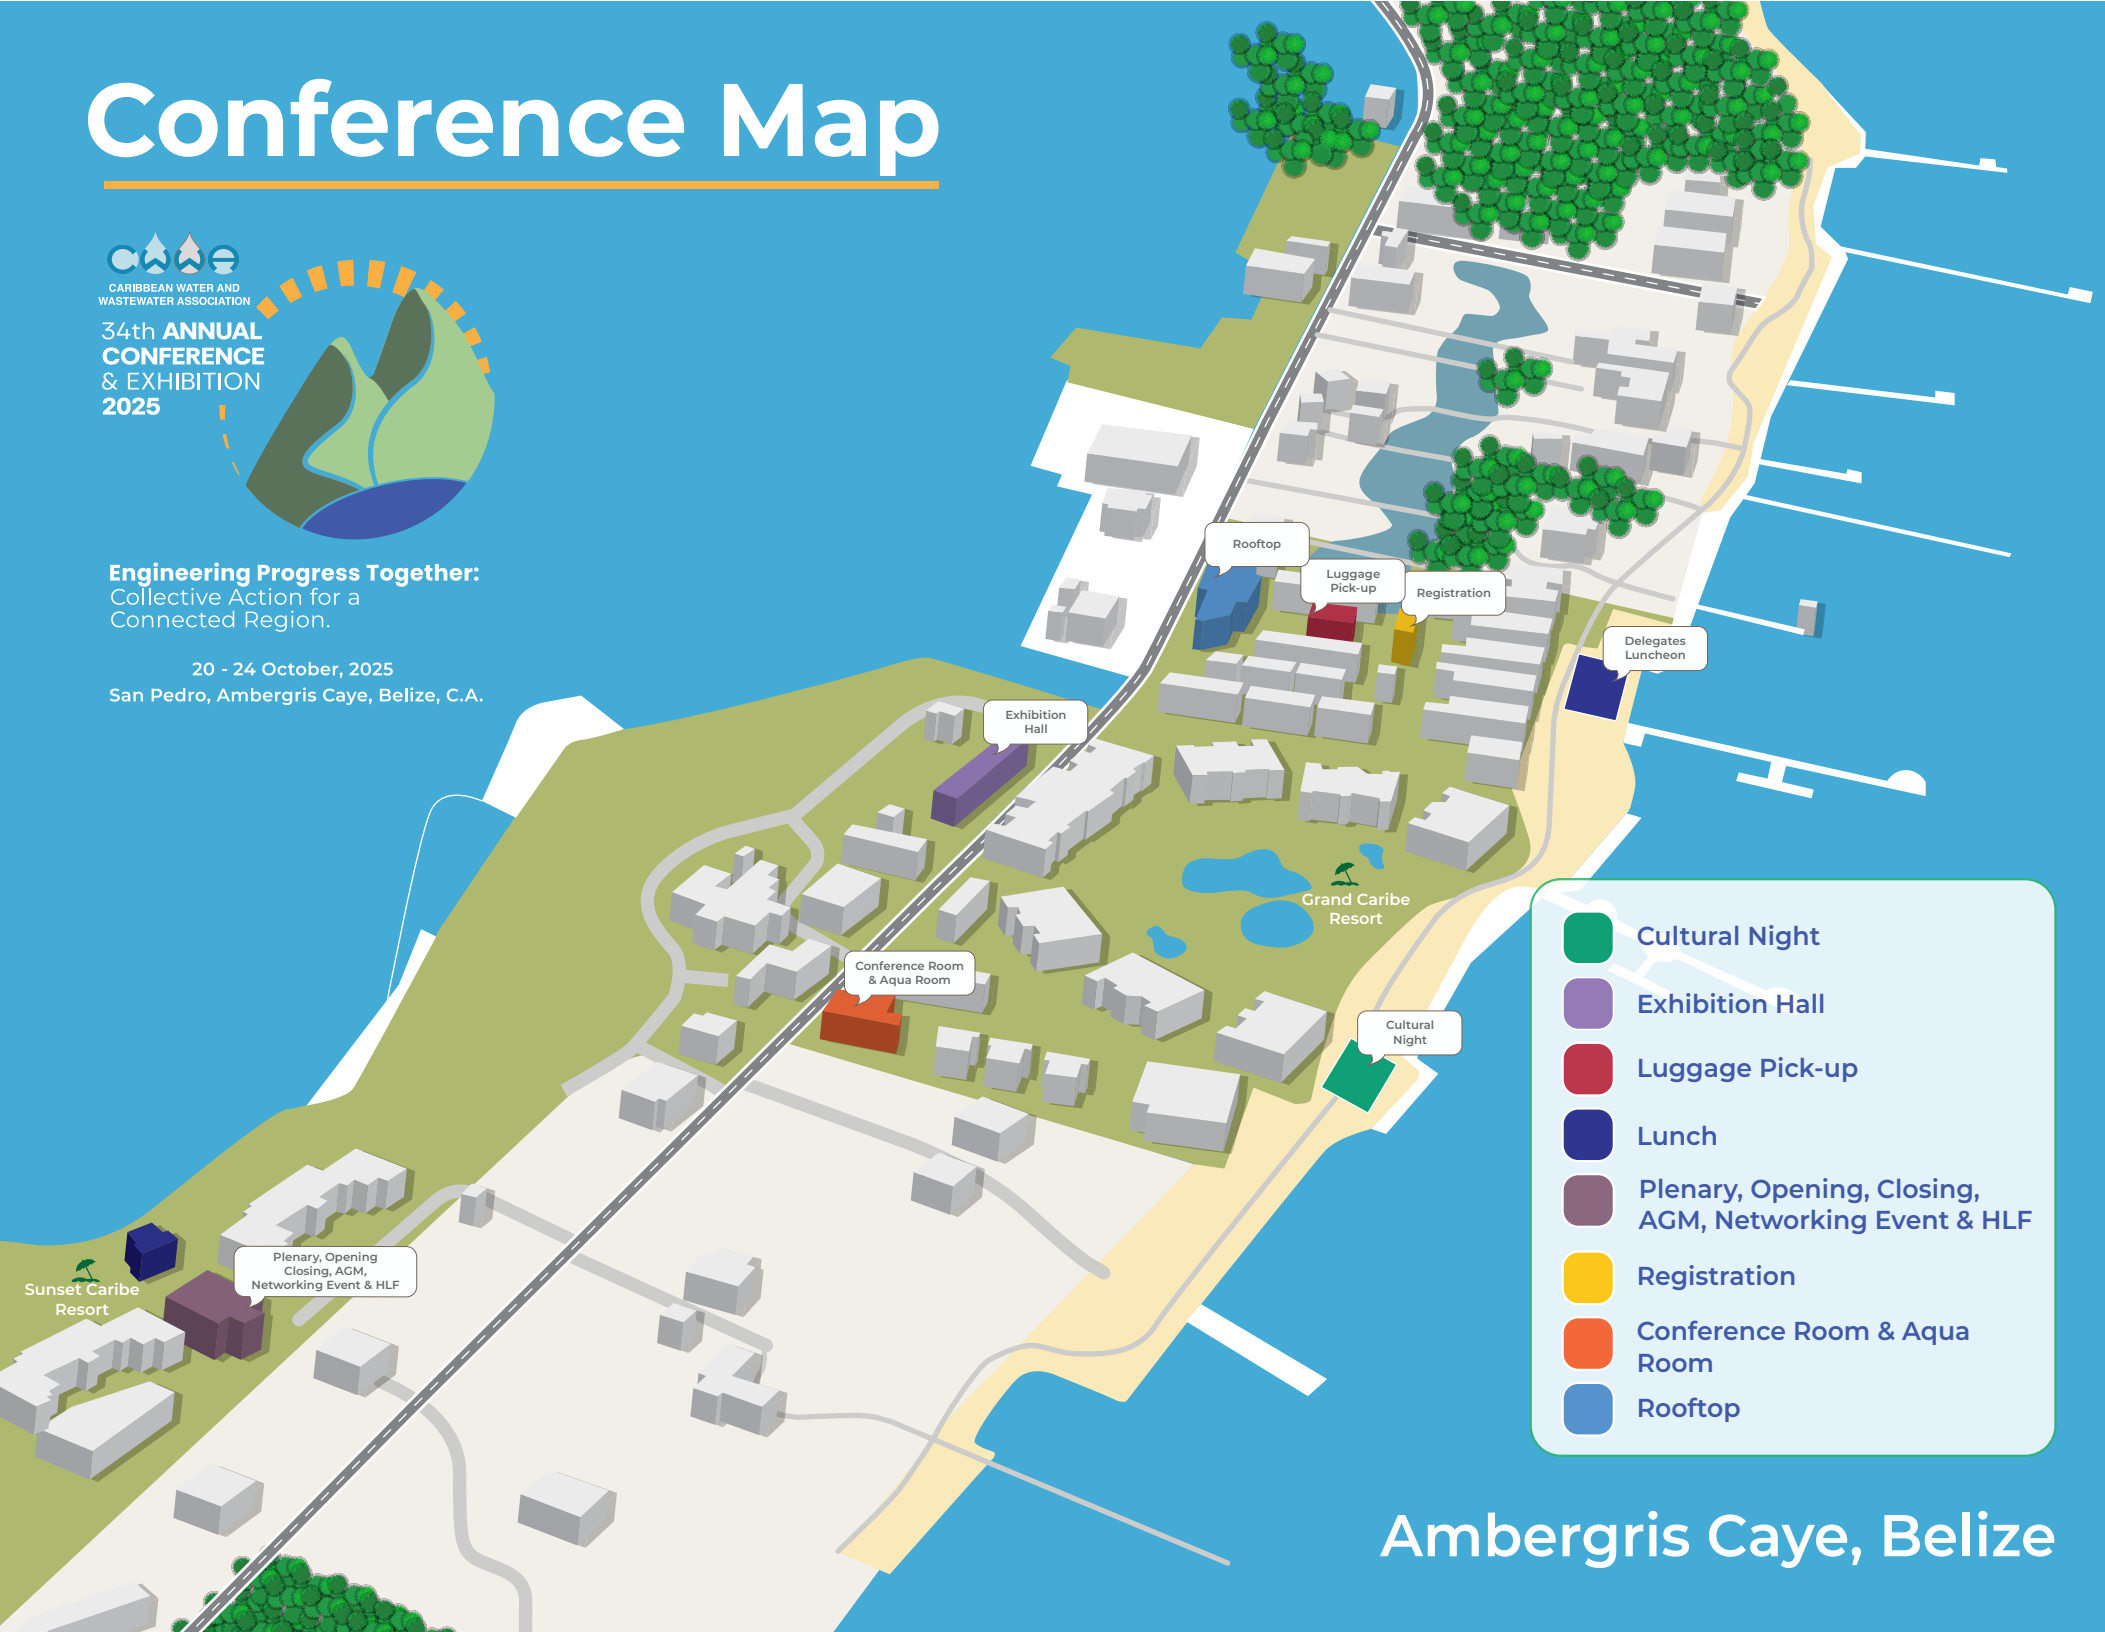 Conference Map
CWWA
CARIBBEAN WATER AND
WASTEWATER ASSOCIATION
34th ANNUAL
CONFERENCE
& EXHIBITION
2025
Engineering Progress Together:
Collective Action for a
Connected Region.
20 - 24 October, 2025
San Pedro, Ambergris Caye, Belize, C.A.
Rooftop
Luggage
Pick-up
Registration
Delegates
Luncheon
Exhibition
Hall
Grand Caribe
Resort
Conference Room
& Aqua Room
Cultural
Night
Plenary, Opening
Closing, AGM,
Networking Event & HLF
Sunset Caribe
Resort
Cultural Night
Exhibition Hall
Luggage Pick-up
Lunch
Plenary, Opening, Closing,
AGM, Networking Event & HLF
Registration
Conference Room & Aqua
Room
Rooftop
Ambergris Caye, Belize